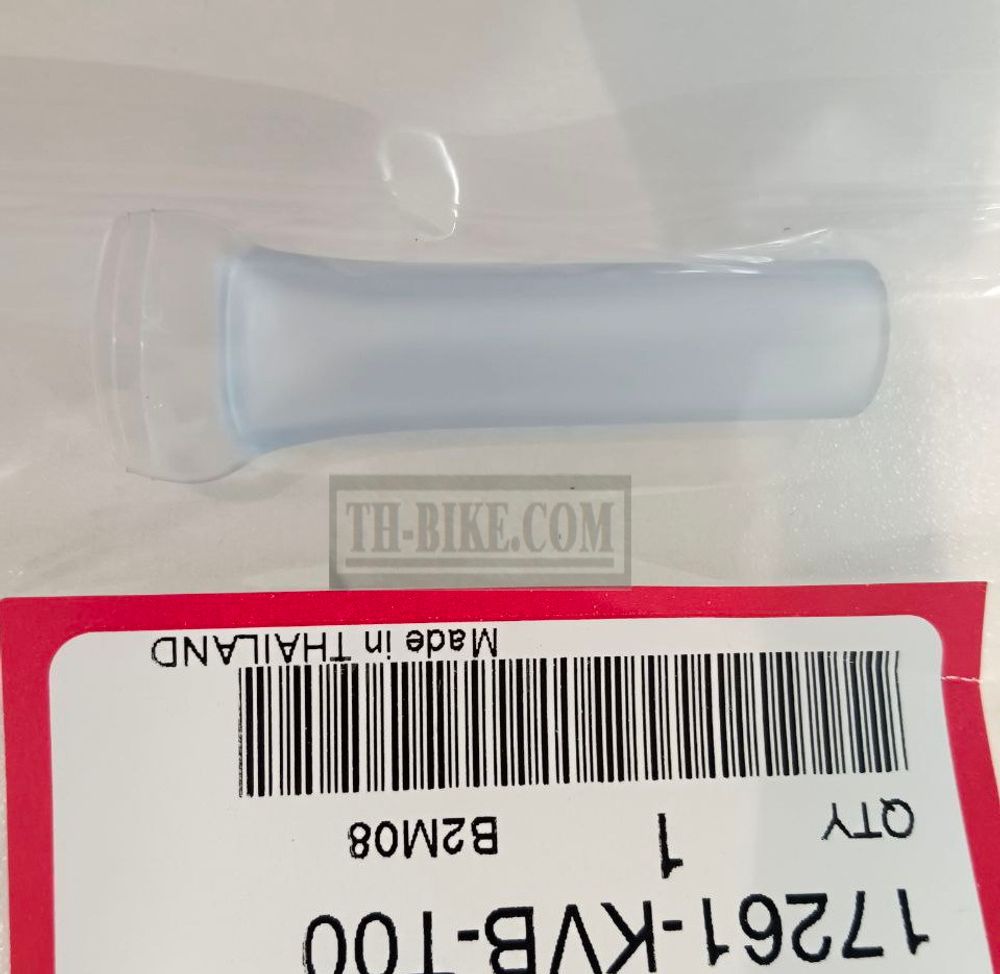 TH-BIKE.COM
17261-KVB-T00
QTY 1 B2M08
Made in THAILAND